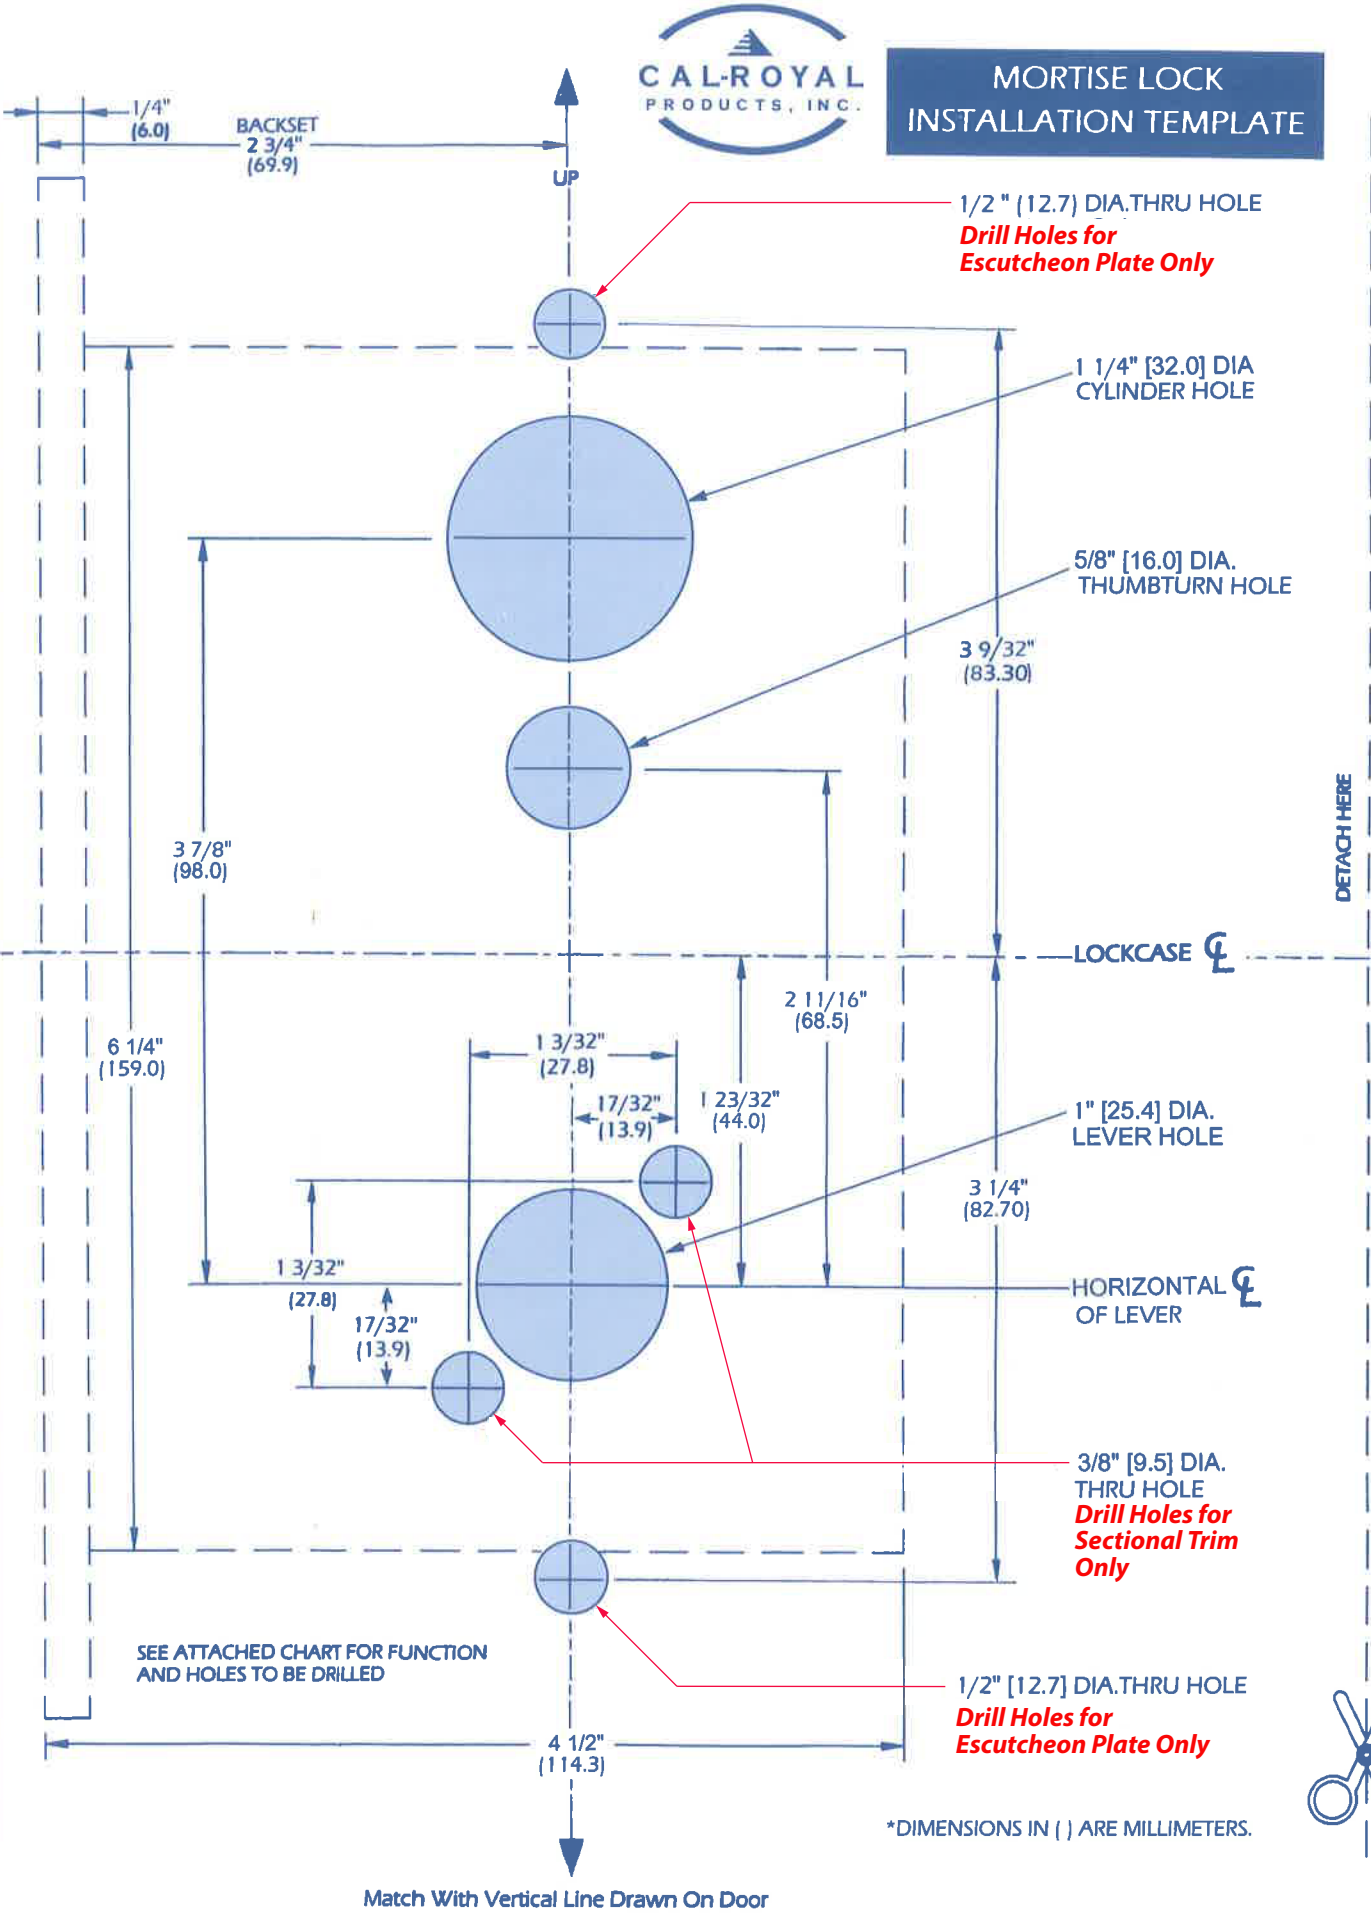 CAL-ROYAL
PRODUCTS, INC.
MORTISE LOCK
INSTALLATION TEMPLATE
1/4"
(6.0)
BACKSET
2 3/4"
(69.9)
UP
1/2 " (12.7) DIA.THRU HOLE
Drill Holes for
Escutcheon Plate Only
1 1/4" [32.0] DIA
CYLINDER HOLE
5/8" [16.0] DIA.
THUMBTURN HOLE
3 9/32"
(83.30)
DETACH HERE
3 7/8"
(98.0)
LOCKCASE ℄
2 11/16"
(68.5)
6 1/4"
(159.0)
1 3/32"
(27.8)
17/32"
(13.9)
1 23/32"
(44.0)
1" [25.4] DIA.
LEVER HOLE
3 1/4"
(82.70)
1 3/32"
(27.8)
17/32"
(13.9)
HORIZONTAL ℄
OF LEVER
3/8" [9.5] DIA.
THRU HOLE
Drill Holes for
Sectional Trim
Only
SEE ATTACHED CHART FOR FUNCTION
AND HOLES TO BE DRILLED
1/2" [12.7] DIA.THRU HOLE
Drill Holes for
Escutcheon Plate Only
4 1/2"
(114.3)
*DIMENSIONS IN ( ) ARE MILLIMETERS.
Match With Vertical Line Drawn On Door